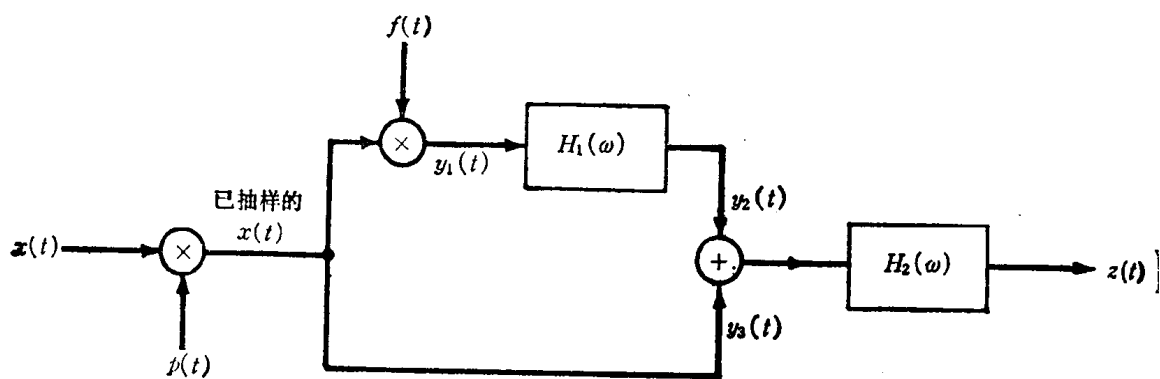 f(t)
×
y₁(t)
H₁(ω)
y₂(t)
已抽样的
x(t)
x(t)
×
+
H₂(ω)
z(t) ]
y₃(t)
p(t)